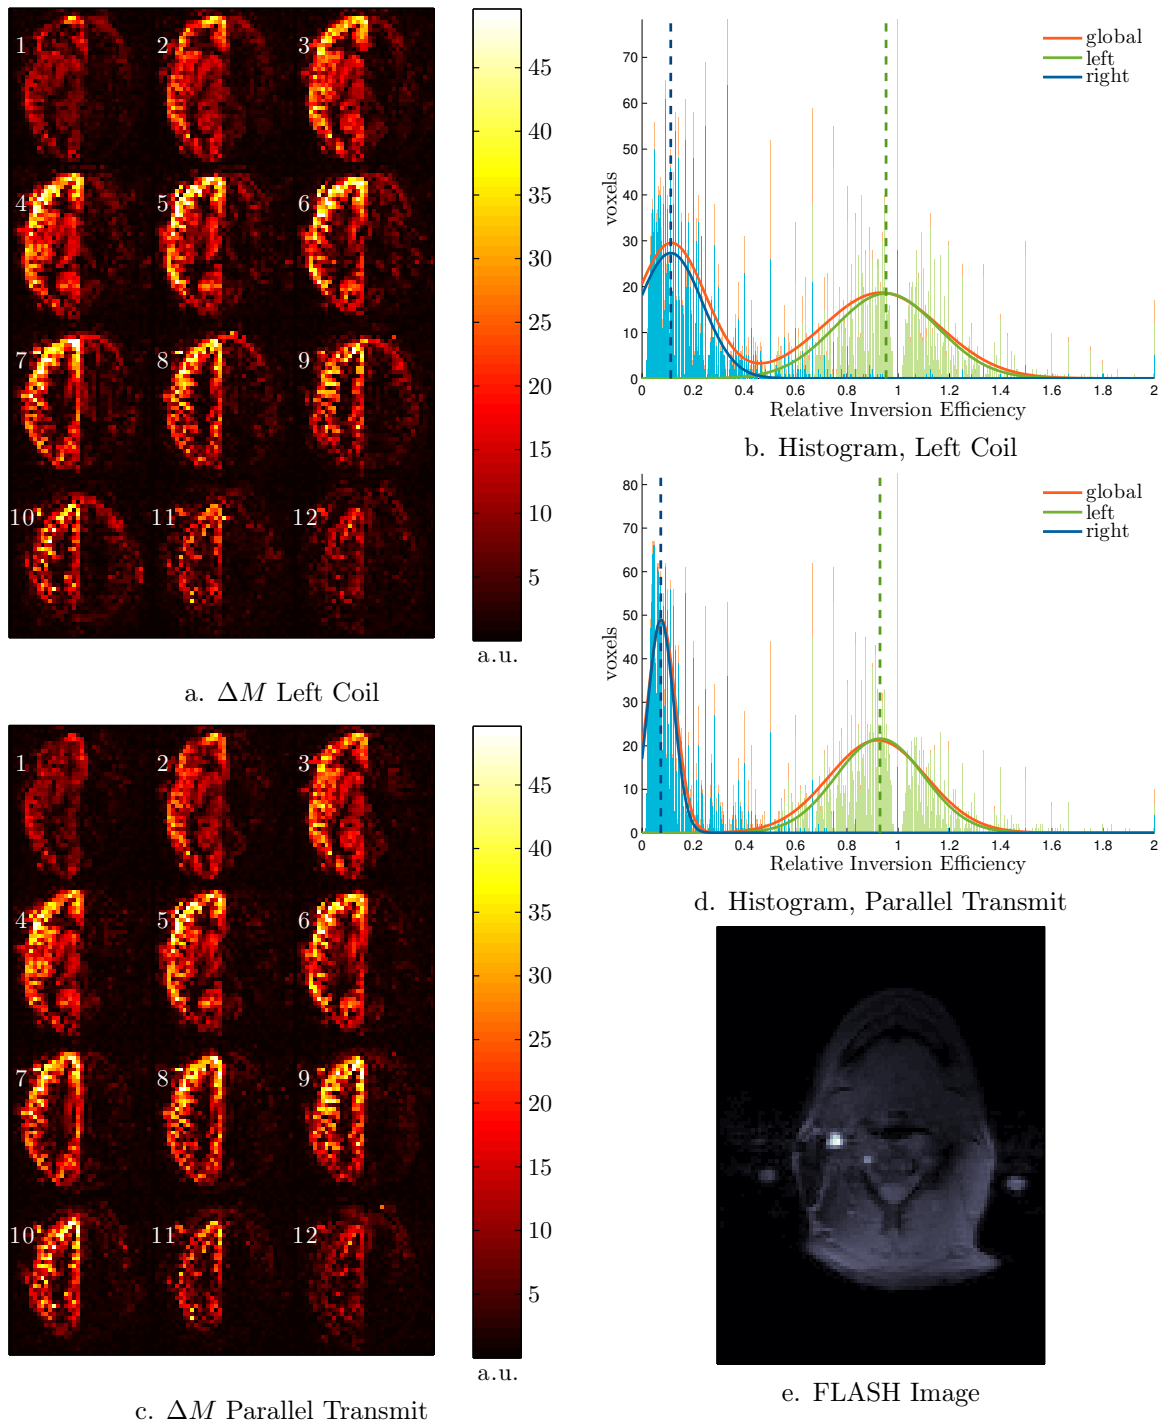 1 2 3
4 5 6
7 8 9
10 11 12
45
40
35
30
25
20
15
10
5
a.u.
a. ΔM Left Coil
global
left
right
voxels
70
60
50
40
30
20
10
0
0 0.2 0.4 0.6 0.8 1 1.2 1.4 1.6 1.8 2
Relative Inversion Efficiency
b. Histogram, Left Coil
global
left
right
voxels
80
70
60
50
40
30
20
10
0
0 0.2 0.4 0.6 0.8 1 1.2 1.4 1.6 1.8 2
Relative Inversion Efficiency
d. Histogram, Parallel Transmit
1 2 3
4 5 6
7 8 9
10 11 12
45
40
35
30
25
20
15
10
5
a.u.
c. ΔM Parallel Transmit
e. FLASH Image